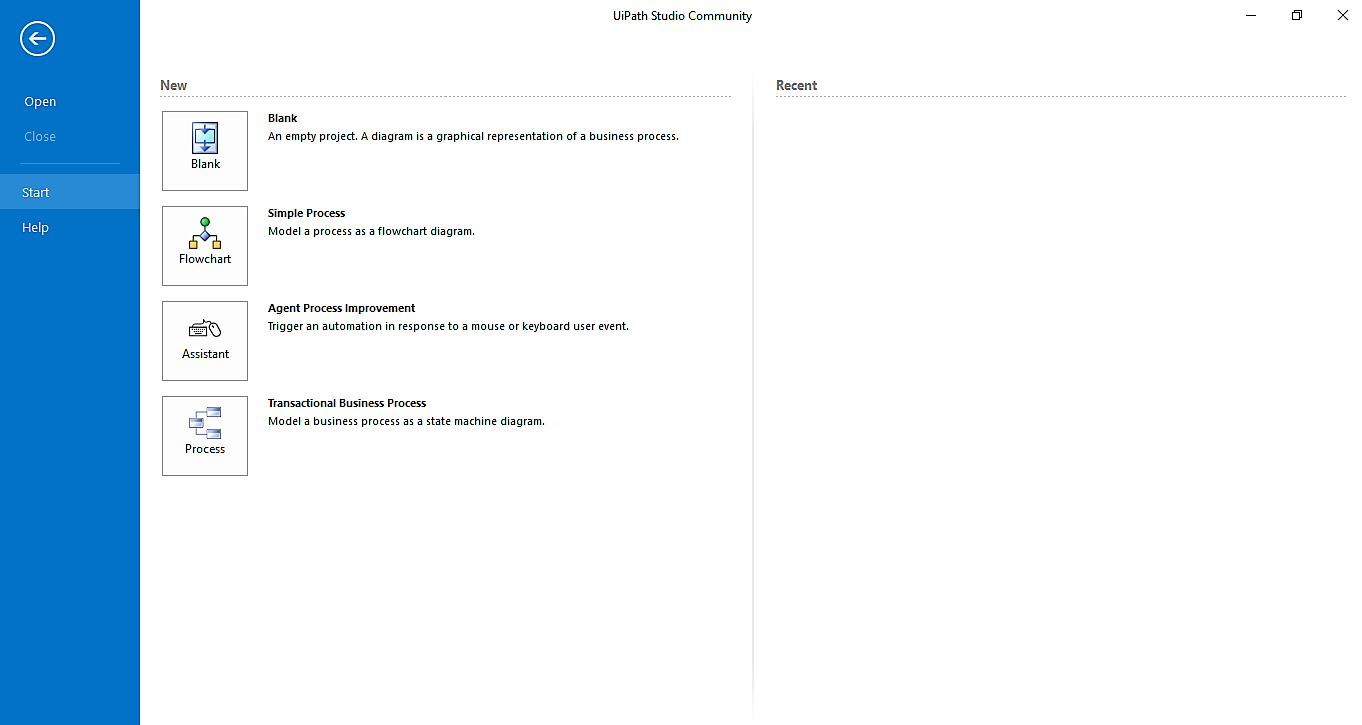 UiPath Studio Community
Open
Close
Start
Help
New
Blank
Blank
An empty project. A diagram is a graphical representation of a business process.
Flowchart
Simple Process
Model a process as a flowchart diagram.
Assistant
Agent Process Improvement
Trigger an automation in response to a mouse or keyboard user event.
Process
Transactional Business Process
Model a business process as a state machine diagram.
Recent